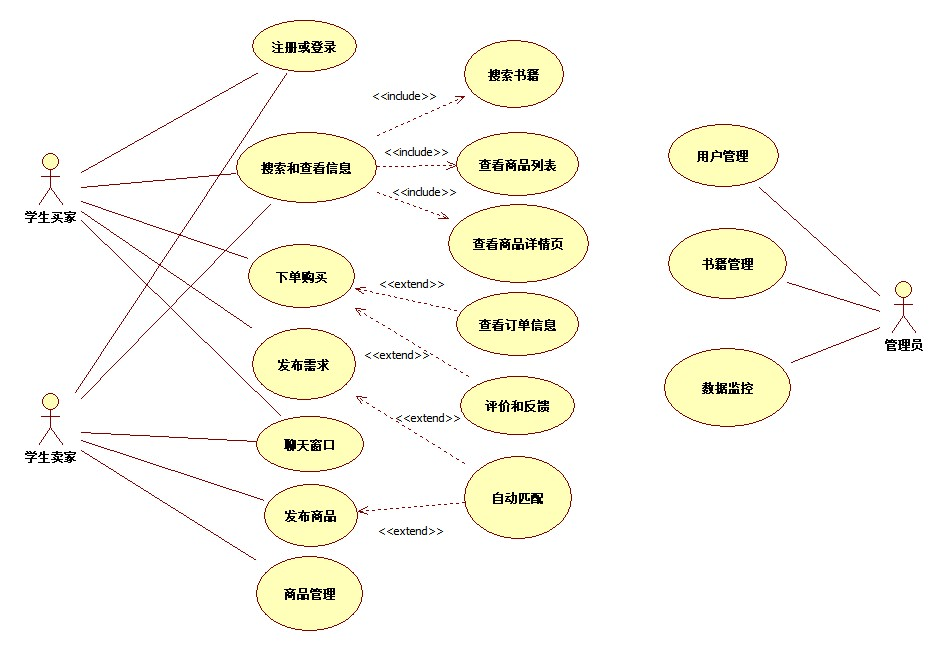 注册或登录
搜索书籍
<<include>>
用户管理
搜索和查看信息
<<include>>
查看商品列表
<<include>>
学生买家
查看商品详情页
书籍管理
下单购买
<<extend>>
查看订单信息
管理员
发布需求
<<extend>>
数据监控
评价和反馈
<<extend>>
聊天窗口
学生卖家
自动匹配
发布商品
<<extend>>
商品管理